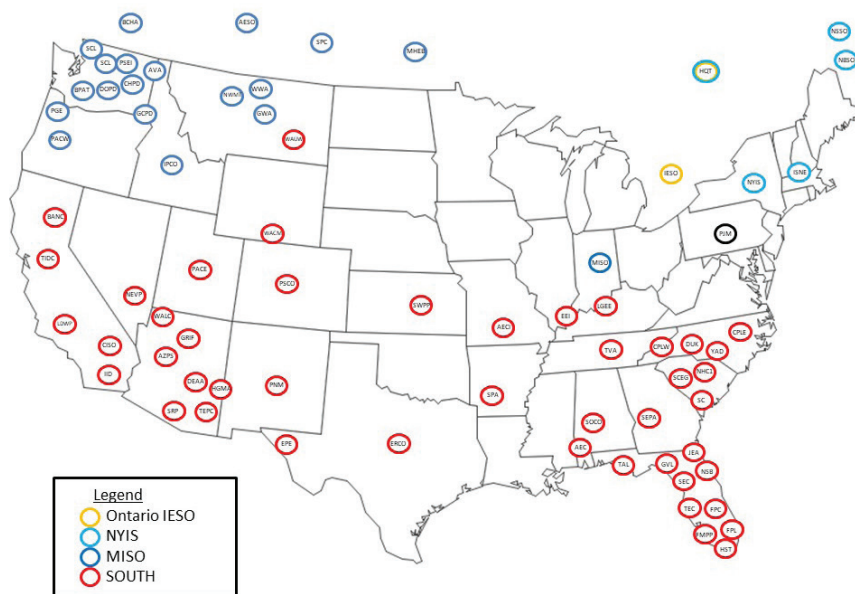 BCHA
AESO
SPC
MHEB
NSSO
NBSO
HQT
SCL
SCL
PSEI
AVA
BPAT
DOPD
CHPD
NWMT
WWA
GWA
PGE
GCPD
PACW
WAUW
IPCO
IESO
NYIS
ISNE
BANC
WACM
PJM
TIDC
PACE
MISO
PSCO
NEVP
SWPP
WALC
EEI
LGEE
LDWP
AECI
CISO
GRIF
AZPS
TVA
CPLW
DUK
YAD
CPLE
IID
DEAA
HGMA
PNM
SPA
SCEG
NHC1
SC
SRP
TEPC
EPE
ERCO
SOCO
SEPA
AEC
TAL
GVL
JEA
NSB
SEC
TEC
FPC
FMPP
FPL
HST
Legend
Ontario IESO
NYIS
MISO
SOUTH